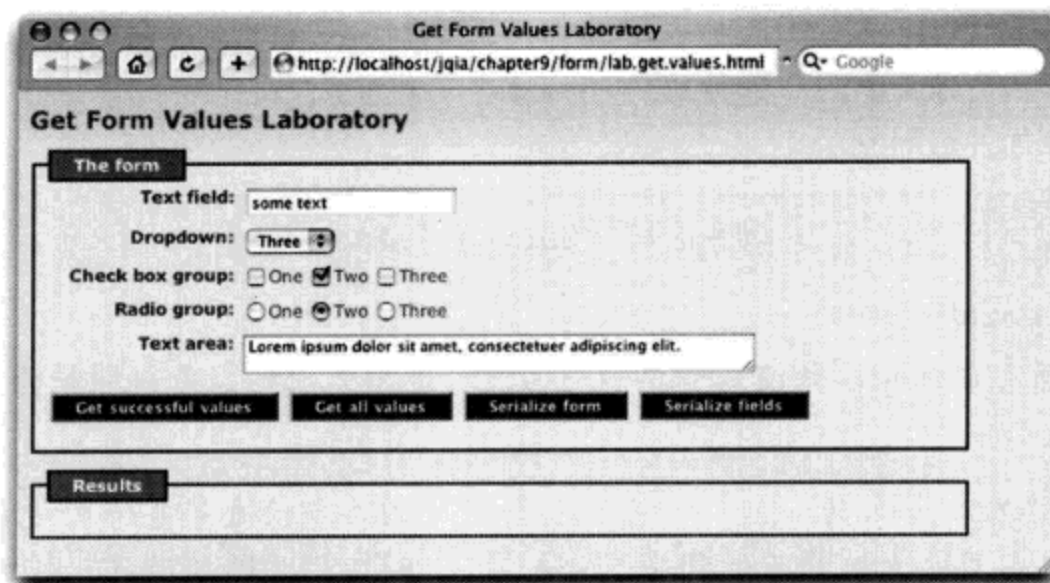 Get Form Values Laboratory
http://localhost/jqia/chapter9/form/lab.get.values.html Google
Get Form Values Laboratory
The form
Text field: some text
Dropdown: Three
Check box group: One Two Three
Radio group: One Two Three
Text area: Lorem ipsum dolor sit amet, consectetuer adipiscing elit.
Get successful values Get all values Serialize form Serialize fields
Results